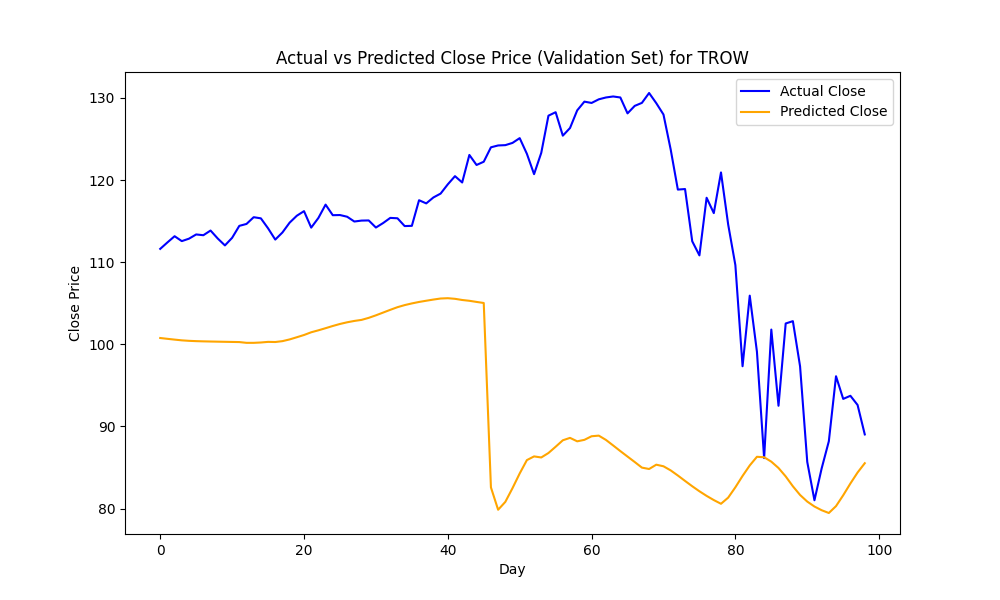 Actual vs Predicted Close Price (Validation Set) for TROW
Actual Close
Predicted Close
Close Price
130
120
110
100
90
80
0 20 40 60 80 100
Day